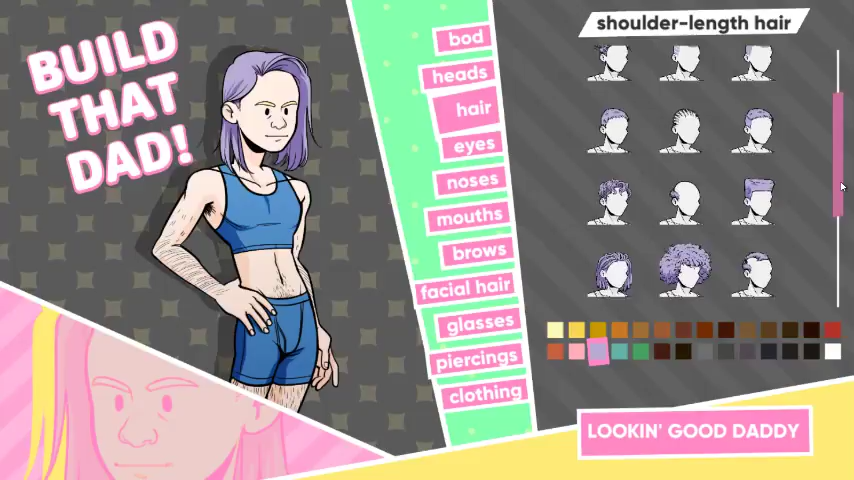 BUILD
THAT
DAD!
bod
heads
hair
eyes
noses
mouths
brows
facial hair
glasses
piercings
clothing
shoulder-length hair
LOOKIN' GOOD DADDY